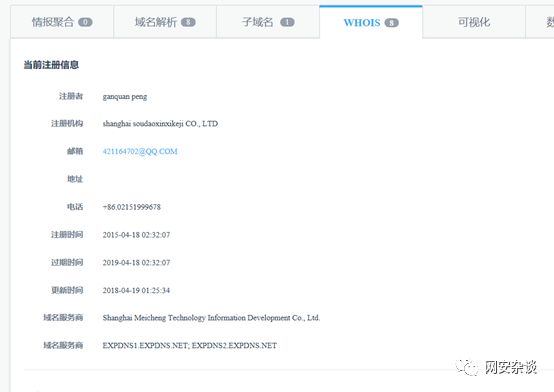 情报聚合 0 域名解析 8 子域名 1 WHOIS 8 可视化
当前注册信息
注册者 ganquan peng
注册机构 shanghai soudaoxinxikeji CO., LTD
邮箱 421164702@QQ.COM
地址
电话 +86.02151999678
注册时间 2015-04-18 02:32:07
过期时间 2019-04-18 02:32:07
更新时间 2018-04-19 01:25:34
域名服务商 Shanghai Meicheng Technology Information Development Co., Ltd.
域名服务器 EXPDNS1.EXPDNS.NET; EXPDNS2.EXPDNS.NET
网安杂谈